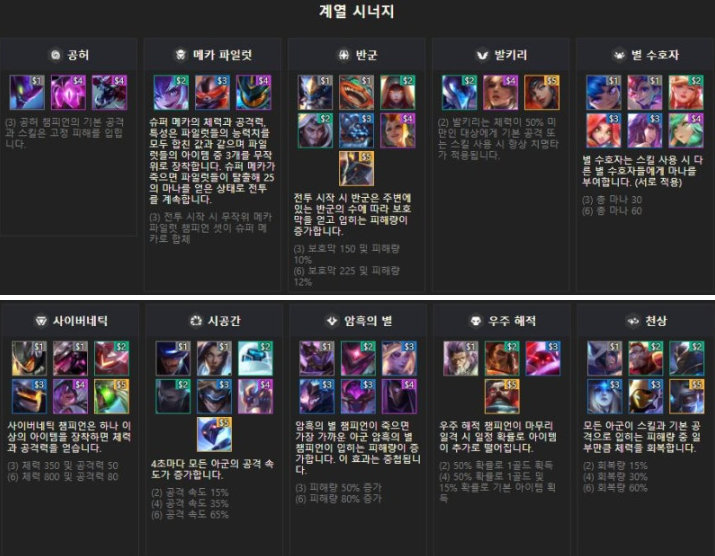 계열 시너지
공허
$1 $4 $4
(3) 공허 챔피언의 기본 공격
과 스킬은 고정 피해를 입힙
니다.
메카 파일럿
$2 $3 $4
슈퍼 메카의 체력과 공격력,
특성은 파일럿들의 능력치를
모두 합친 값과 같으며 파일
럿들의 아이템 중 3개를 무작
위로 장착합니다. 슈퍼 메카가
죽으면 파일럿들이 탈출해 25
의 마나를 얻은 상태로 전투
를 계속합니다.
(3) 전투 시작 시 무작위 메카
파일럿 챔피언 셋이 슈퍼 메
카로 합체
반군
$1 $1 $2
$2 $3 $4
$5
전투 시작 시 반군은 주변에
있는 반군의 수에 따라 보호
막을 얻고 입히는 피해량이
증가합니다.
(3) 보호막 150 및 피해량
10%
(6) 보호막 225 및 피해량
12%
발키리
$2 $4 $5
(2) 발키리는 체력이 50% 미
만인 대상에게 기본 공격 또
는 스킬 사용 시 항상 치명타
가 적용됩니다.
별 수호자
$1 $1 $2
$3 $3 $4
별 수호자는 스킬 사용 시 다
른 별 수호자들에게 마나를
부여합니다. (서로 적용)
(3) 총 마나 30
(6) 총 마나 60
사이버네틱
$1 $1 $2
$3 $4 $5
사이버네틱 챔피언은 하나 이
상의 아이템을 장착하면 체력
과 공격력을 얻습니다.
(3) 체력 350 및 공격력 50
(6) 체력 800 및 공격력 80
시공간
$1 $1 $2
$2 $3 $4
$5
4초마다 모든 아군의 공격 속
도가 증가합니다.
(2) 공격 속도 15%
(4) 공격 속도 35%
(6) 공격 속도 65%
암흑의 별
$1 $2 $3
$3 $3 $4
암흑의 별 챔피언이 죽으면
가장 가까운 아군 암흑의 별
챔피언이 입히는 피해량이 증
가합니다. 이 효과는 중첩됩니
다.
(3) 피해량 50% 증가
(6) 피해량 80% 증가
우주 해적
$1 $2 $3
$4
우주 해적 챔피언이 마무리
일격 시 일정 확률로 아이템
이 추가로 떨어집니다.
(2) 50% 확률로 1골드 획득
(4) 50% 확률로 1골드 및
15% 확률로 기본 아이템 획
득
천상
$1 $2 $2
$3 $3 $5
모든 아군이 스킬과 기본 공
격으로 입히는 피해량 중 일
부만큼 체력을 회복합니다.
(2) 회복량 15%
(4) 회복량 30%
(6) 회복량 60%